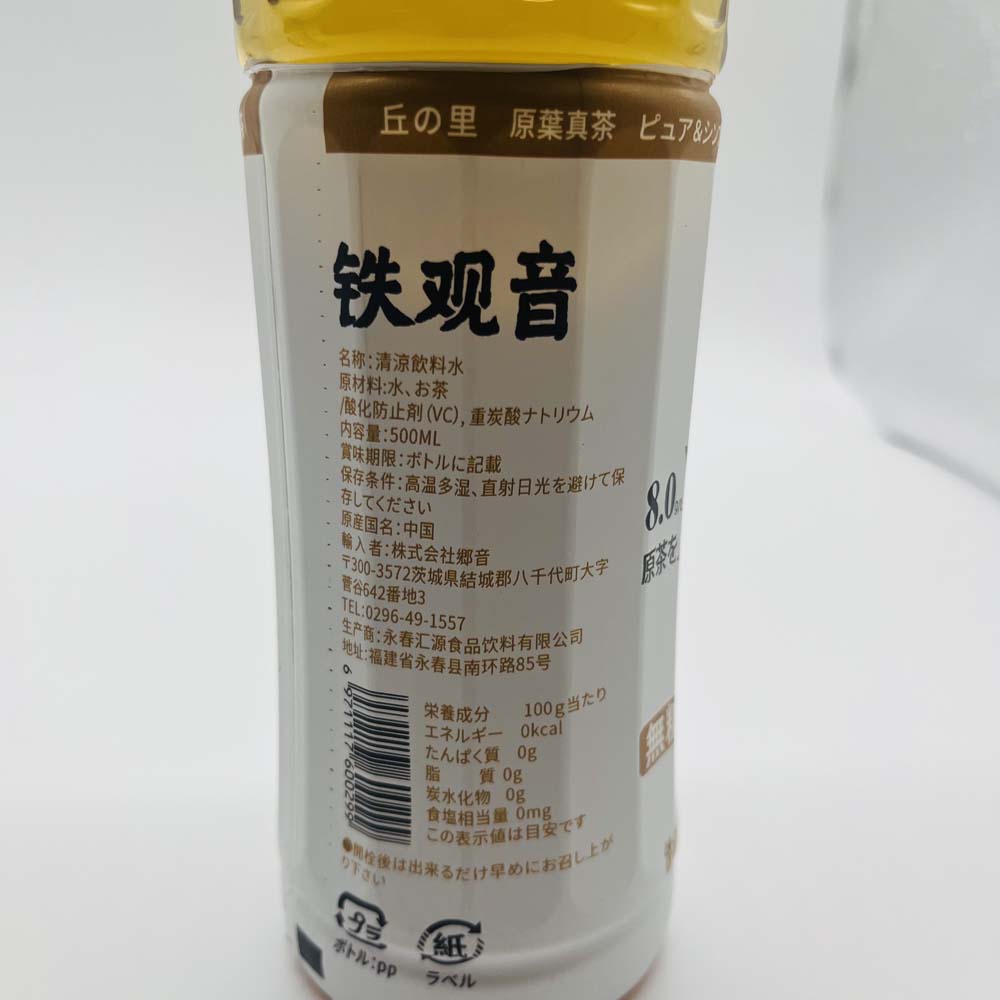 丘の里　原葉真茶　ピュア&シン
铁观音
名称:清涼飲料水
原材料:水、お茶
/酸化防止剤(VC), 重炭酸ナトリウム
内容量:500ML
賞味期限:ボトルに記載
保存条件:高温多湿、直射日光を避けて保
存してください
原産国名:中国
輸入者:株式会社郷音
〒300-3572茨城県結城郡八千代町大字
菅谷642番地3
TEL:0296-49-1557
生产商:永春汇源食品饮料有限公司
地址:福建省永春县南环路85号
6971117600299
栄養成分　100g当たり
エネルギー　0kcal
たんぱく質　0g
脂　　質 0g
炭水化物　0g
食塩相当量 0mg
この表示値は目安です
●開栓後は出来るだけ早めにお召し上が
り下さい
プラ
ボトル:pp
紙
ラベル
8.0
原茶を
無